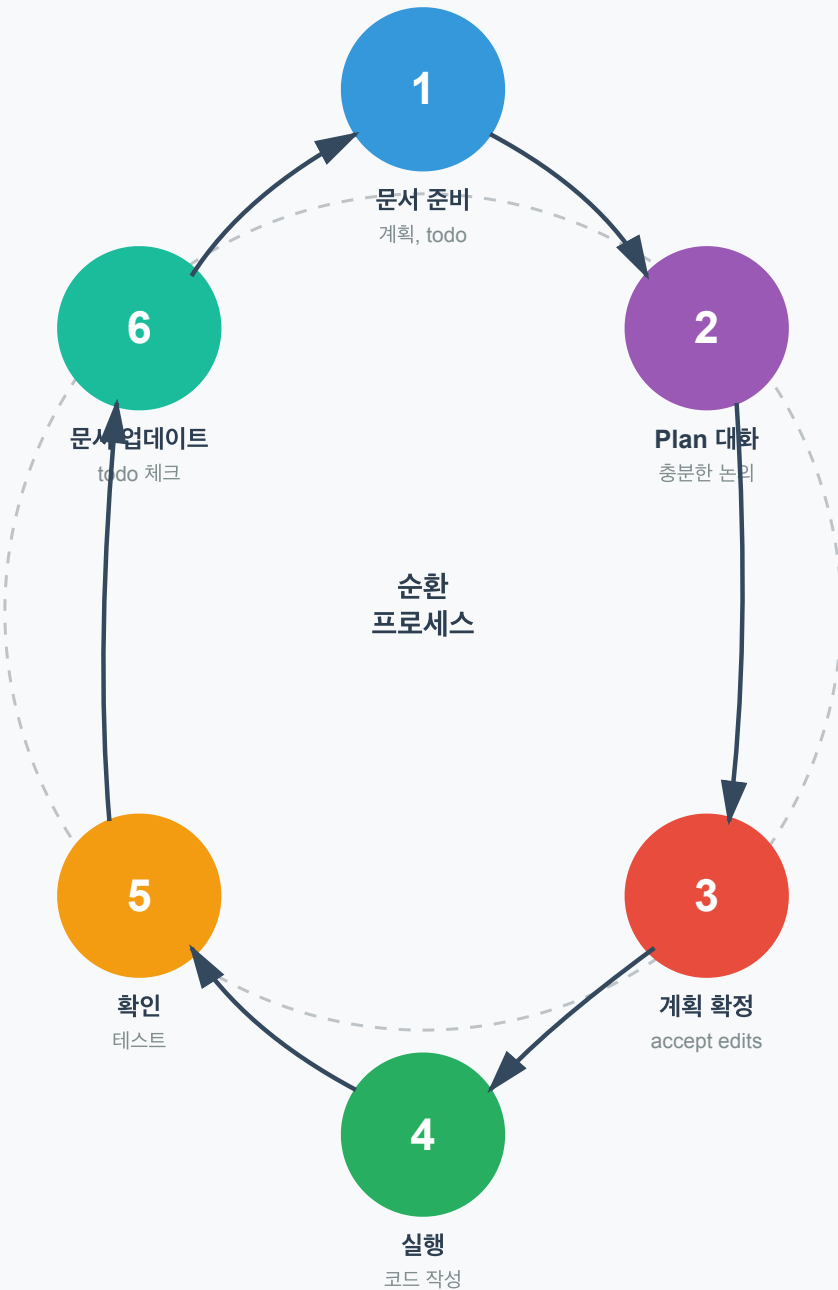 1
문서 준비
계획, todo
2
Plan 대화
충분한 논의
3
계획 확정
accept edits
4
실행
코드 작성
5
확인
테스트
6
문서 업데이트
todo 체크
순환
프로세스